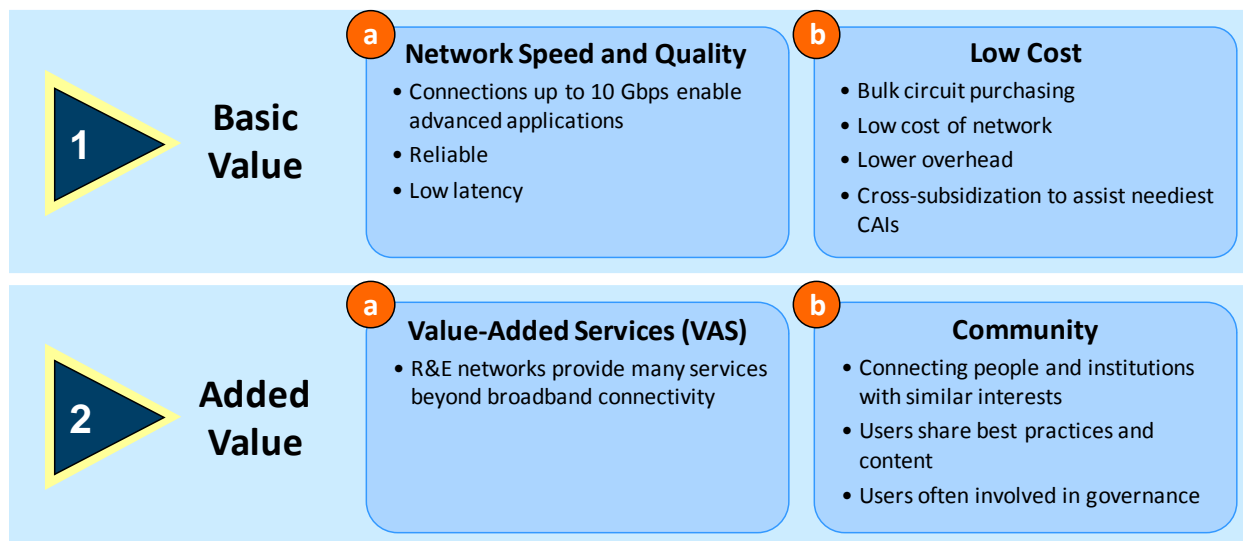 1
Basic
Value
a
Network Speed and Quality
• Connections up to 10 Gbps enable
advanced applications
• Reliable
• Low latency
b
Low Cost
• Bulk circuit purchasing
• Low cost of network
• Lower overhead
• Cross-subsidization to assist neediest
CAIs
2
Added
Value
a
Value-Added Services (VAS)
• R&E networks provide many services
beyond broadband connectivity
b
Community
• Connecting people and institutions
with similar interests
• Users share best practices and
content
• Users often involved in governance